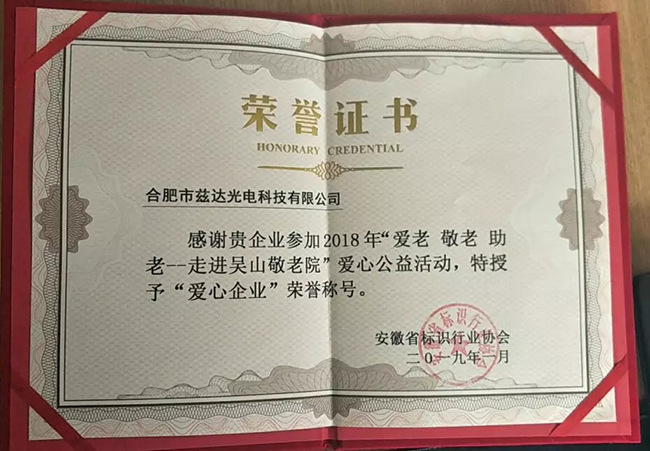 荣誉证书
HONORARY CREDENTIAL
合肥市兹达光电科技有限公司
感谢贵企业参加2018年“爱老 敬老 助
老--走进吴山敬老院”爱心公益活动，特授
予“爱心企业”荣誉称号。
安徽省标识行业协会
二〇一九年一月